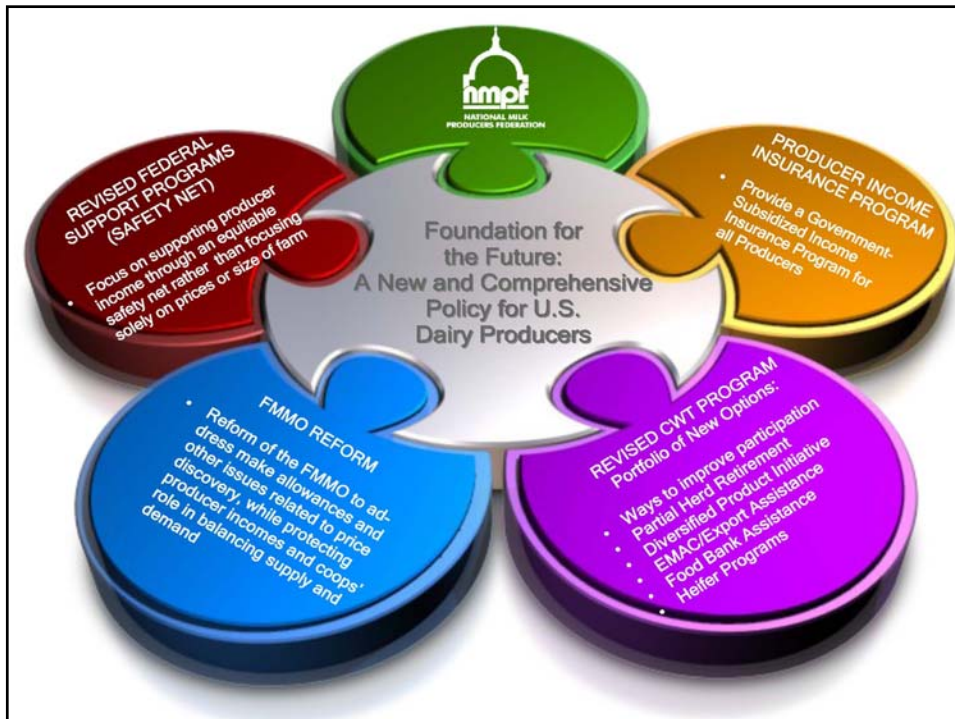 nmpf
NATIONAL MILK
PRODUCERS FEDERATION
REVISED FEDERAL
SUPPORT PROGRAMS
(SAFETY NET)
• Focus on supporting producer
income through an equitable
safety net rather than focusing
solely on prices or size of farm
PRODUCER INCOME
INSURANCE PROGRAM
• Provide a Government-
Subsidized Income
Insurance Program for
all Producers
Foundation for
the Future:
A New and Comprehensive
Policy for U.S.
Dairy Producers
FMMO REFORM
• Reform of the FMMO to ad-
dress make allowances and
other issues related to price
discovery, while protecting
producer incomes and coops'
role in balancing supply and
demand
REVISED CWT PROGRAM
Portfolio of New Options:
• Ways to improve participation
• Partial Herd Retirement
• Diversified Product Initiative
• EMAC/Export Assistance
• Food Bank Assistance
• Heifer Programs